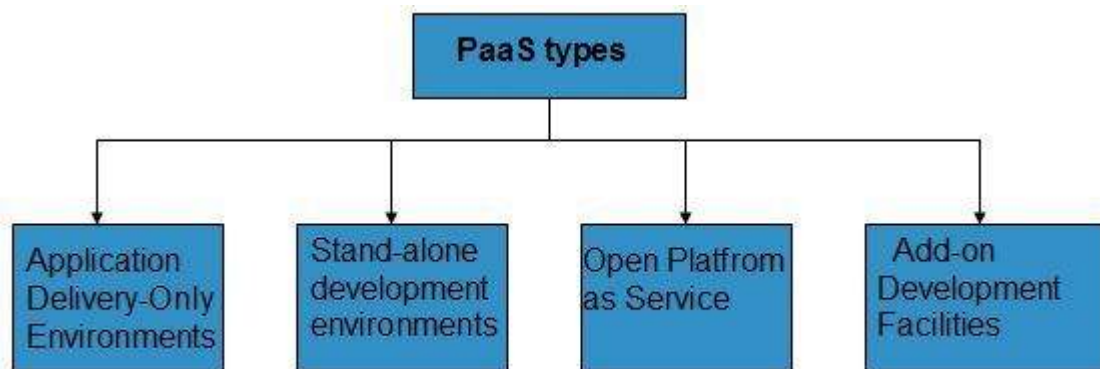 PaaS types
Application
Delivery-Only
Environments
Stand-alone
development
environments
Open Platfrom
as Service
Add-on
Development
Facilities